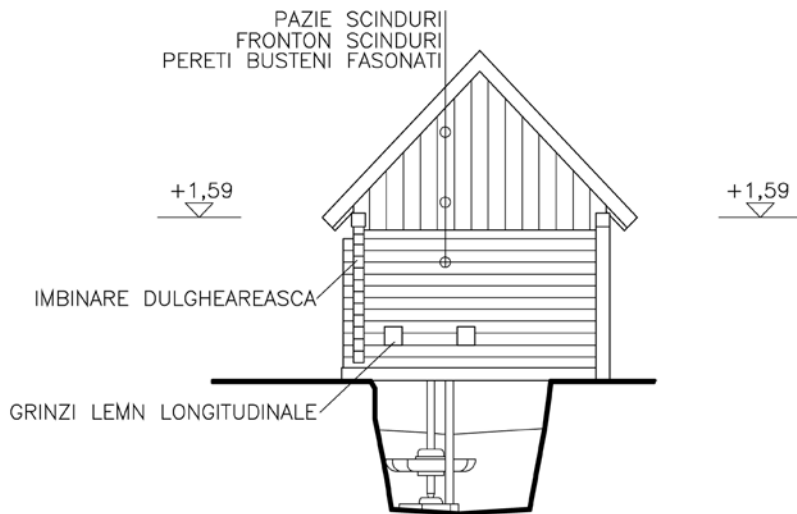 PAZIE SCINDURI
FRONTON SCINDURI
PERETI BUSTENI FASONATI
+1,59
+1,59
IMBINARE DULGHEAREASCA
GRINZI LEMN LONGITUDINALE